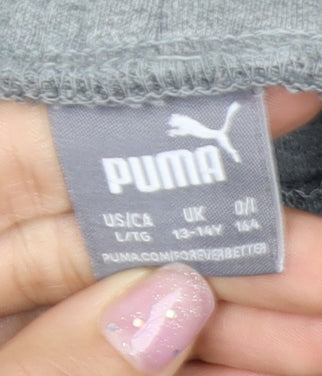 PUMA
US/CA UK D/I
L/TG 13-14Y 164
PUMA.COM/FOREVERBETTER